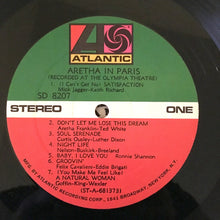 ATLANTIC
ARETHA IN PARIS
(RECORDED AT THE OLYMPIA THEATRE)
1. (I Can't Get No) SATISFACTION
Mick Jagger-Keith Richard
SD 8207
STEREO ONE
2. DON'T LET ME LOSE THIS DREAM
Aretha Franklin-Ted White
3. SOUL SERENADE
Curtis Ousley-Luther Dixon
4. NIGHT LIFE
Nelson-Buskirk-Breeland
5. BABY, I LOVE YOU Ronnie Shannon
6. GROOVIN'
Felix Cavaliere-Eddie Brigati
7. (You Make Me Feel Like)
A NATURAL WOMAN
Goffin-King-Wexler
(ST-A-681373)
ATLANTIC RECORDING CORP., 1841 BROADWAY, NEW YORK, N.Y.